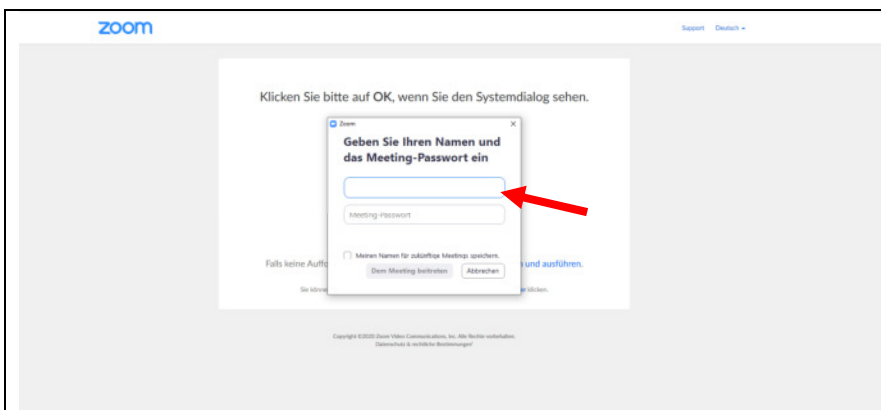 zoom
Support Deutsch
Klicken Sie bitte auf OK, wenn Sie den Systemdialog sehen.
Zoom
Geben Sie Ihren Namen und
das Meeting-Passwort ein
Meeting-Passwort
Meinen Namen für zukünftige Meetings speichern.
Falls keine Auffo
und ausführen.
Dem Meeting beitreten Abbrechen
Sie könne
klicken.
Copyright ©2020 Zoom Video Communications, Inc. Alle Rechte vorbehalten.
Datenschutz & rechtliche Bestimmungen